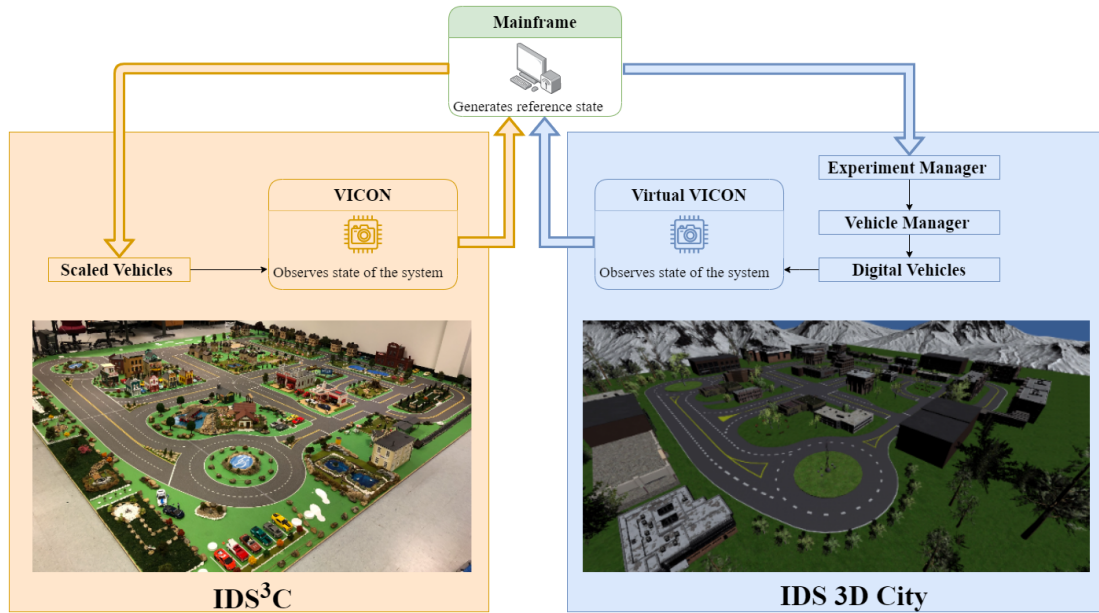 Mainframe
Generates reference state
VICON
Observes state of the system
Scaled Vehicles
Virtual VICON
Observes state of the system
Experiment Manager
Vehicle Manager
Digital Vehicles
IDS³C
IDS 3D City